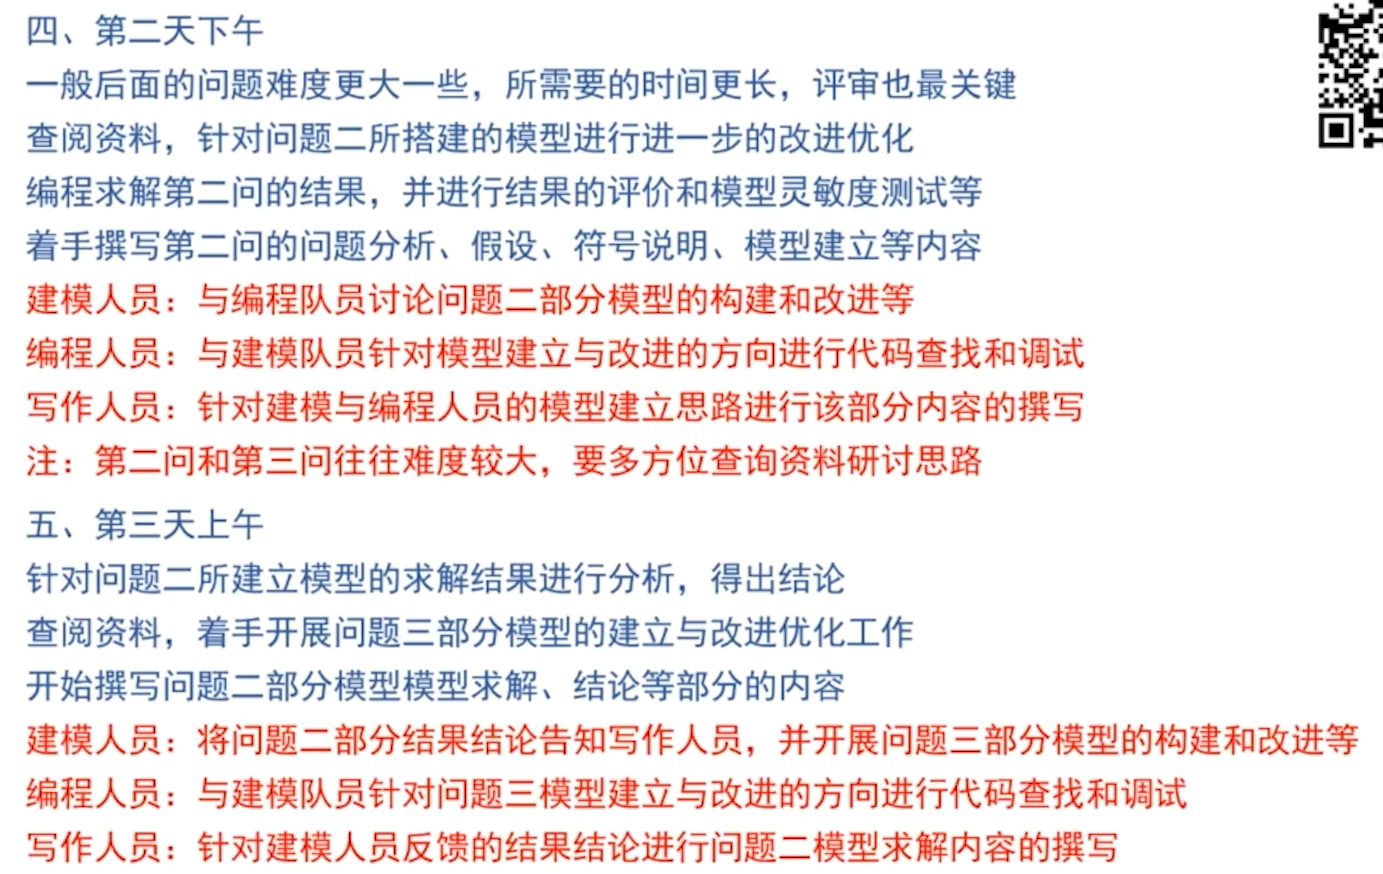 四、第二天下午
一般后面的问题难度更大一些，所需要的时间更长，评审也最关键
查阅资料，针对问题二所搭建的模型进行进一步的改进优化
编程求解第二问的结果，并进行结果的评价和模型灵敏度测试等
着手撰写第二问的问题分析、假设、符号说明、模型建立等内容
建模人员：与编程队员讨论问题二部分模型的构建和改进等
编程人员：与建模队员针对模型建立与改进的方向进行代码查找和调试
写作人员：针对建模与编程人员的模型建立思路进行该部分内容的撰写
注：第二问和第三问往往难度较大，要多方位查询资料研讨思路
五、第三天上午
针对问题二所建立模型的求解结果进行分析，得出结论
查阅资料，着手开展问题三部分模型的建立与改进优化工作
开始撰写问题二部分模型模型求解、结论等部分的内容
建模人员：将问题二部分结果结论告知写作人员，并开展问题三部分模型的构建和改进等
编程人员：与建模队员针对问题三模型建立与改进的方向进行代码查找和调试
写作人员：针对建模人员反馈的结果结论进行问题二模型求解内容的撰写